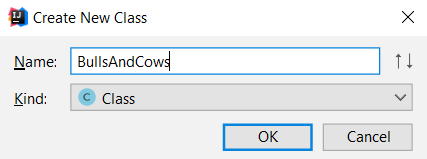 Create New Class
Name: BullsAndCows
Kind: C Class
OK Cancel